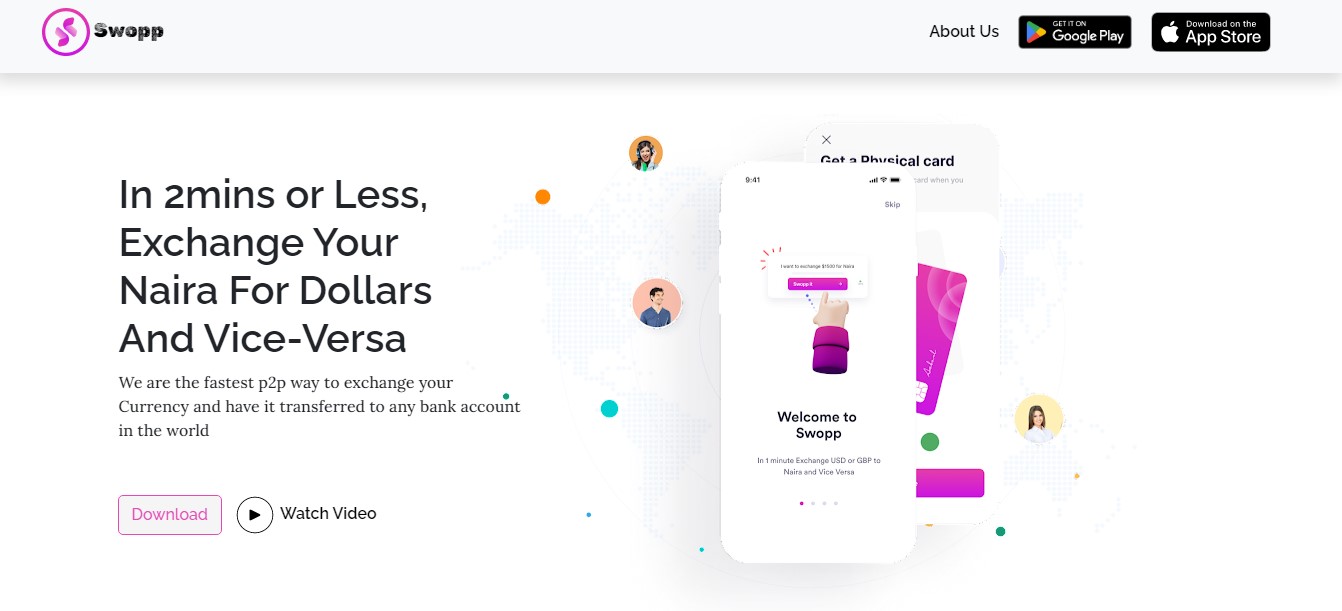 Swopp
About Us
GET IT ON
Google Play
Download on the
App Store
In 2mins or Less,
Exchange Your
Naira For Dollars
And Vice-Versa
We are the fastest p2p way to exchange your
Currency and have it transferred to any bank account
in the world
Download
Watch Video
Get a Physical card
card when you
9:41
Skip
I want to exchange $1500 for Naira
Swopp it
Welcome to
Swopp
In 1 minute Exchange USD or GBP to
Naira and Vice Versa